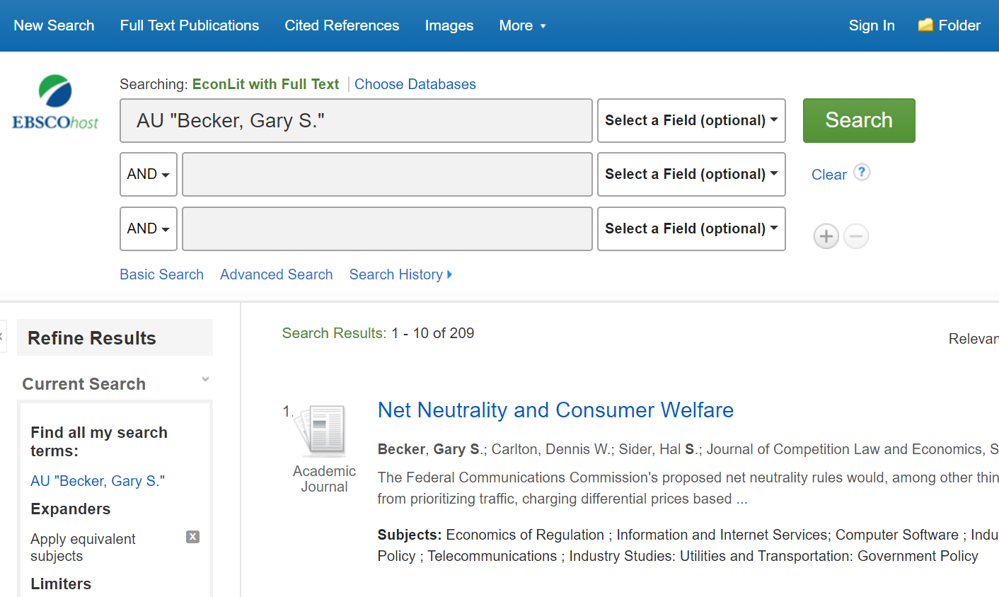 New Search Full Text Publications Cited References Images More Sign In Folder
Searching: EconLit with Full Text Choose Databases
EBSCOhost
AU "Becker, Gary S." Select a Field (optional) Search
AND Select a Field (optional) Clear ?
AND Select a Field (optional)
Basic Search Advanced Search Search History
Refine Results
Current Search
Find all my search
terms:
AU "Becker, Gary S."
Expanders
Apply equivalent
subjects
x
Limiters
Search Results: 1 - 10 of 209
Relevan
1.
Academic
Journal
Net Neutrality and Consumer Welfare
Becker, Gary S.; Carlton, Dennis W.; Sider, Hal S.; Journal of Competition Law and Economics, S
The Federal Communications Commission's proposed net neutrality rules would, among other thin
from prioritizing traffic, charging differential prices based ...
Subjects: Economics of Regulation ; Information and Internet Services; Computer Software ; Indu
Policy ; Telecommunications ; Industry Studies: Utilities and Transportation: Government Policy